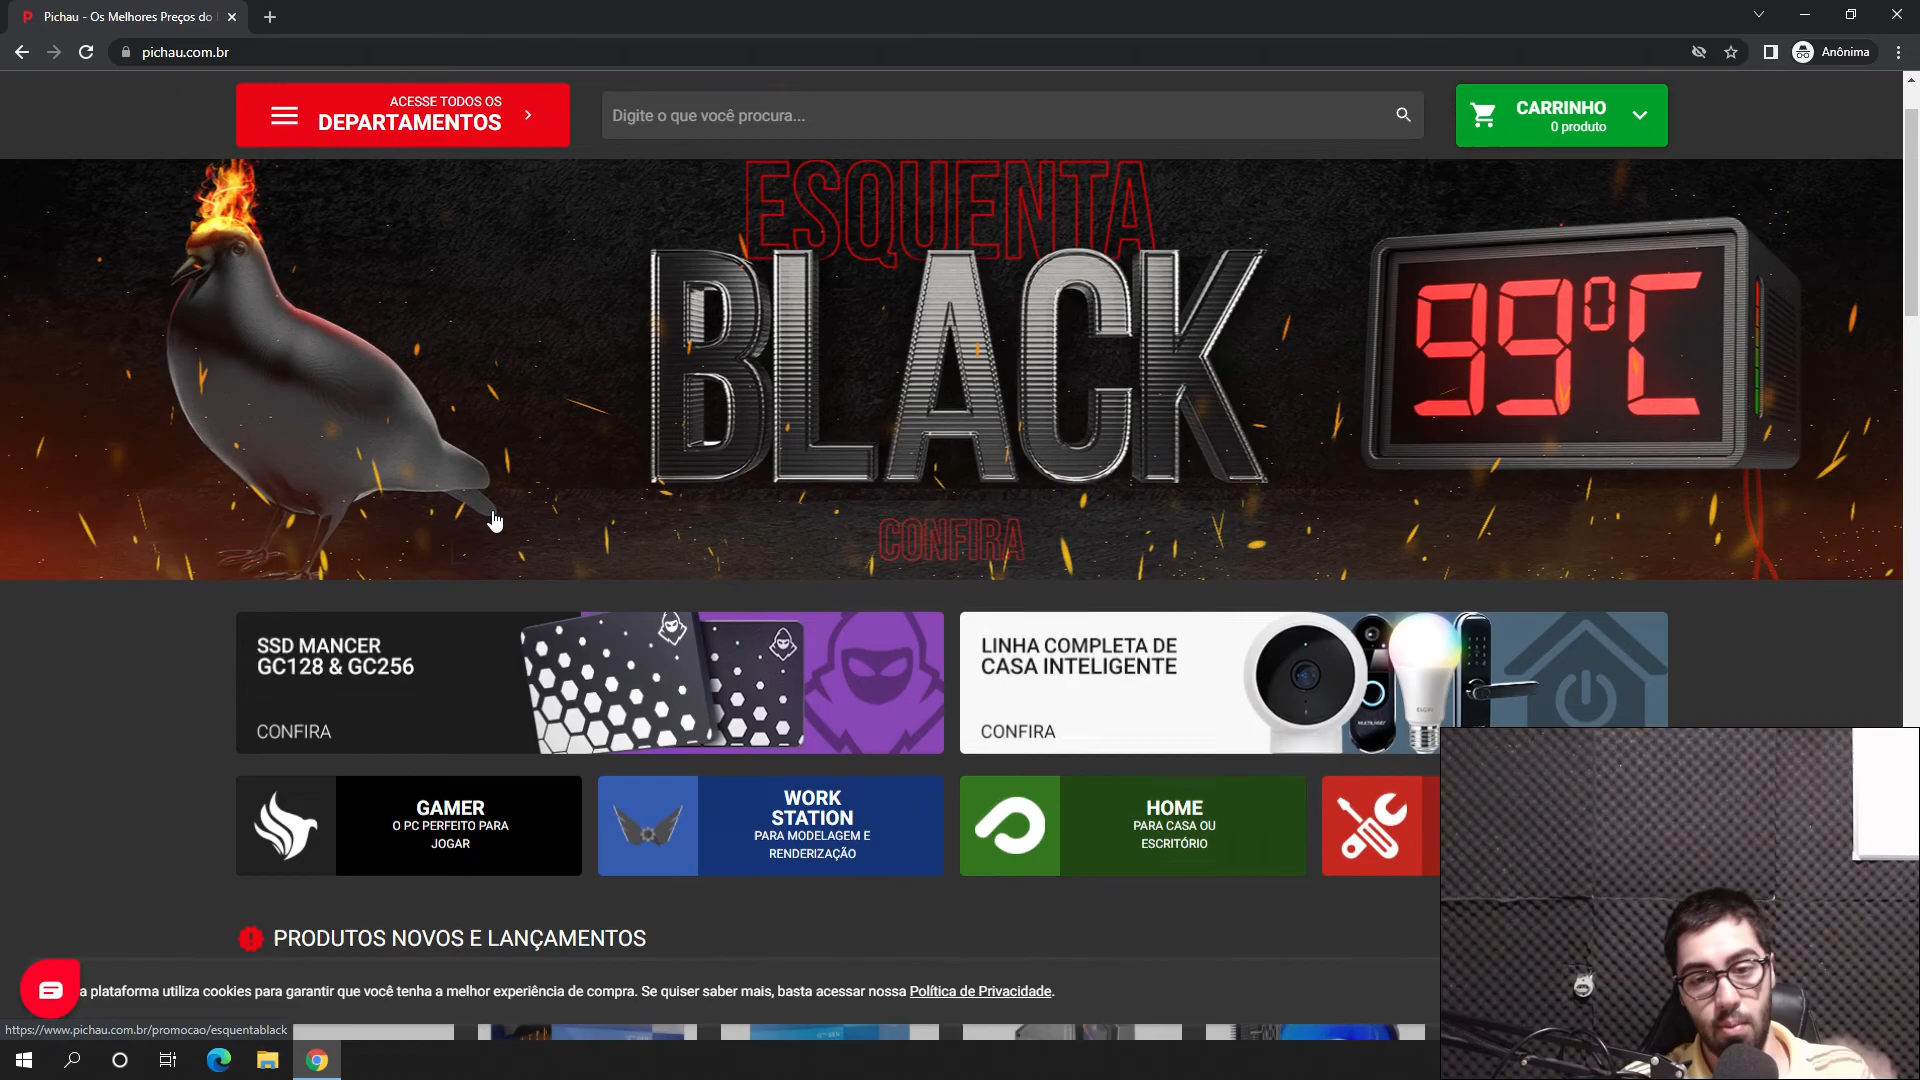 Pichau - Os Melhores Preços do
pichau.com.br
Anônima
ACESSE TODOS OS
DEPARTAMENTOS
Digite o que você procura...
CARRINHO
0 produto
ESQUENTA
BLACK
99ºC
CONFIRA
SSD MANCER
GC128 & GC256
CONFIRA
LINHA COMPLETA DE
CASA INTELIGENTE
CONFIRA
ELGIN
GAMER
O PC PERFEITO PARA
JOGAR
WORK
STATION
PARA MODELAGEM E
RENDERIZAÇÃO
HOME
PARA CASA OU
ESCRITÓRIO
PRODUTOS NOVOS E LANÇAMENTOS
a plataforma utiliza cookies para garantir que você tenha a melhor experiência de compra. Se quiser saber mais, basta acessar nossa Política de Privacidade.
https://www.pichau.com.br/promocao/esquentablack